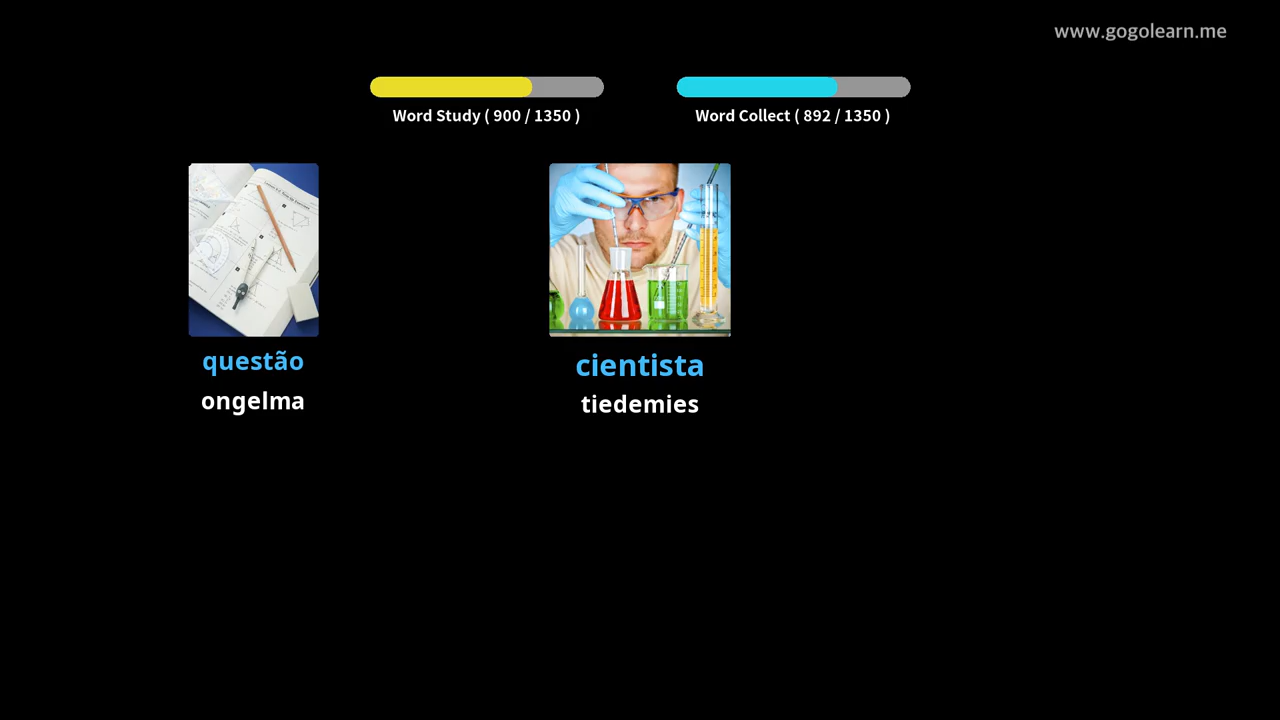 www.gogolearn.me
Word Study ( 900 / 1350 )
Word Collect ( 892 / 1350 )
questão
ongelma
cientista
tiedemies